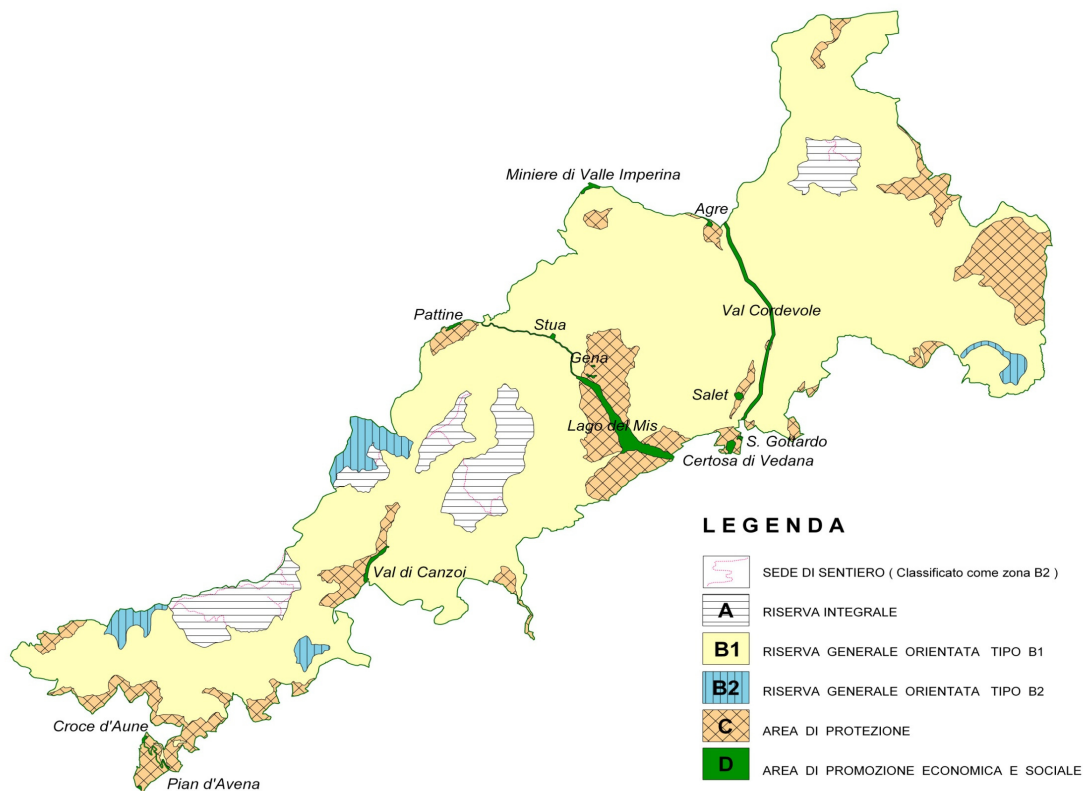 Miniere di Valle Imperina
Agre
Val Cordevole
Pattine
Stua
Gena
Salet
Lago del Mis
S. Gottardo
Certosa di Vedana
Val di Canzoi
Croce d'Aune
Pian d'Avena
LEGENDA
SEDE DI SENTIERO ( Classificato come zona B2 )
A RISERVA INTEGRALE
B1 RISERVA GENERALE ORIENTATA TIPO B1
B2 RISERVA GENERALE ORIENTATA TIPO B2
C AREA DI PROTEZIONE
D AREA DI PROMOZIONE ECONOMICA E SOCIALE